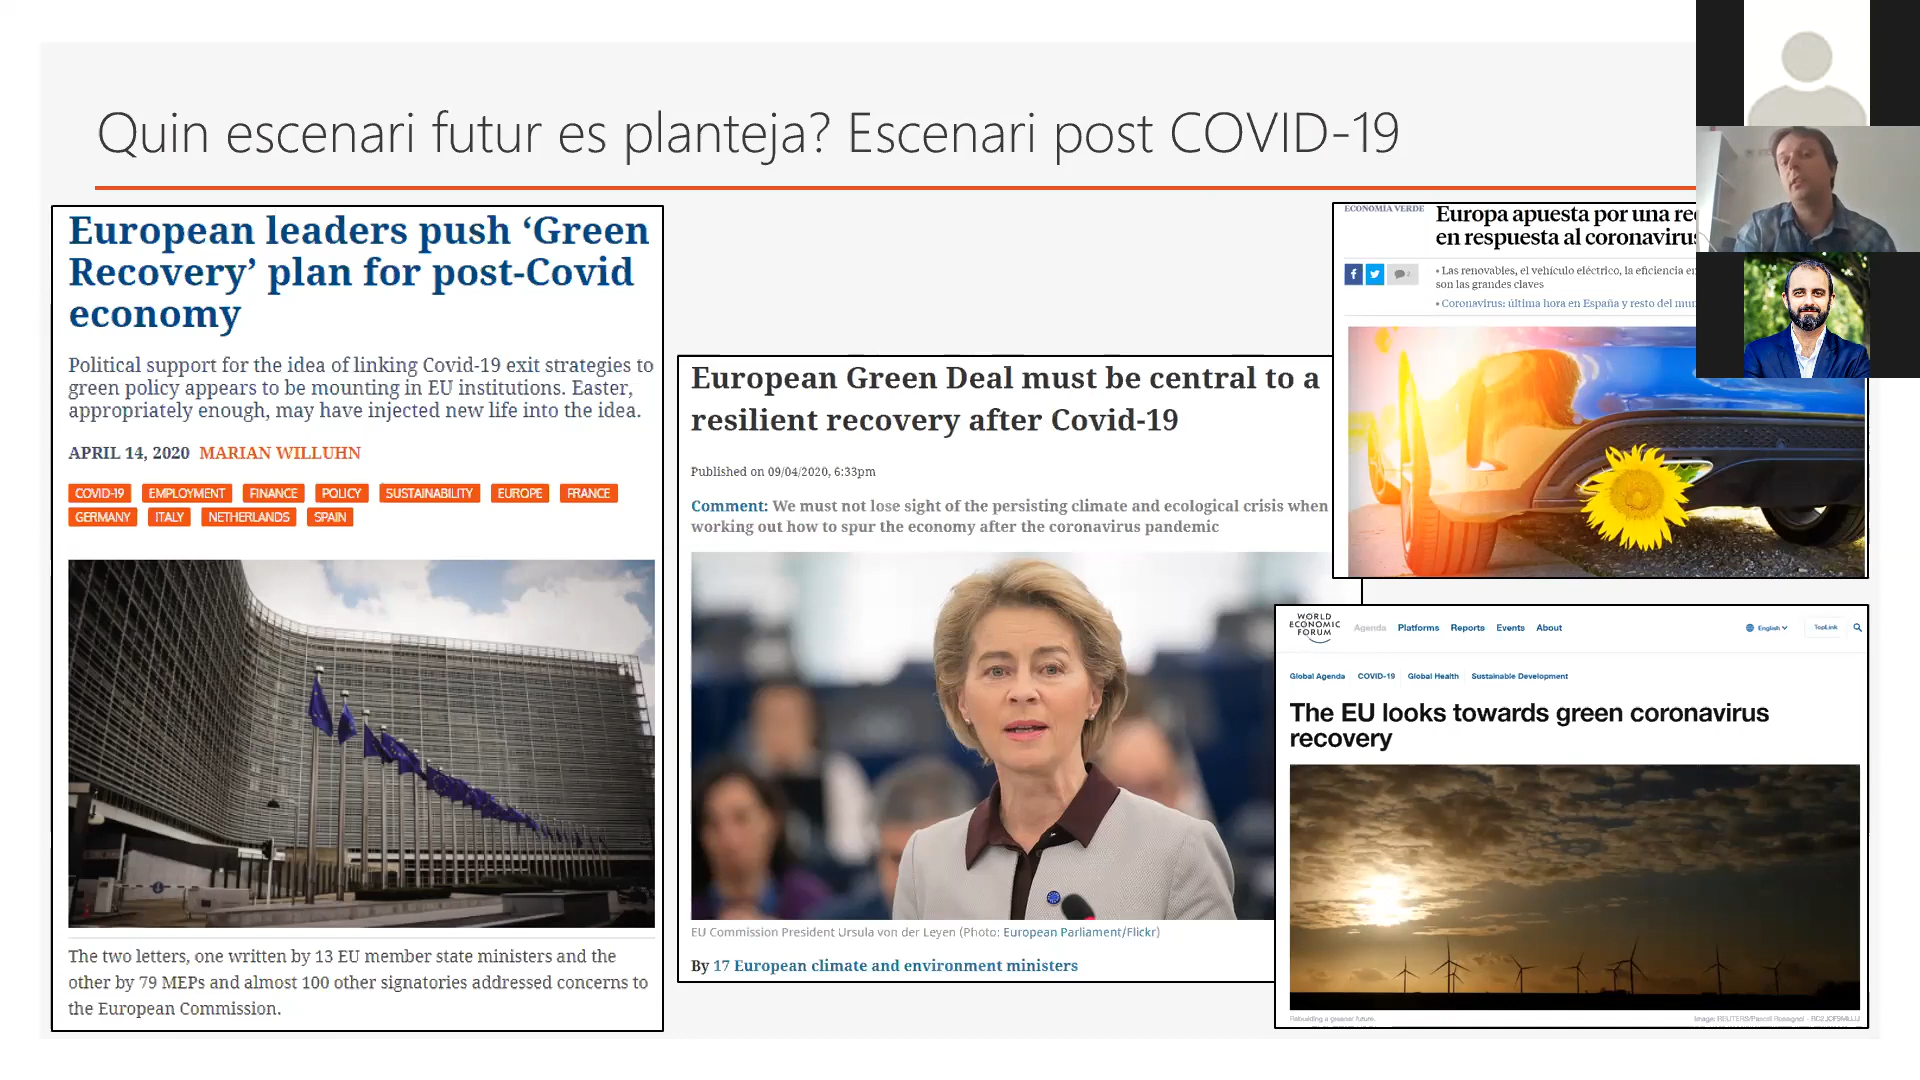 Quin escenari futur es planteja? Escenari post COVID-19
European leaders push ‘Green
Recovery’ plan for post-Covid
economy
Political support for the idea of linking Covid-19 exit strategies to
green policy appears to be mounting in EU institutions. Easter,
appropriately enough, may have injected new life into the idea.
APRIL 14, 2020 MARIAN WILLUHN
COVID-19 EMPLOYMENT FINANCE POLICY SUSTAINABILITY EUROPE FRANCE
GERMANY ITALY NETHERLANDS SPAIN
The two letters, one written by 13 EU member state ministers and the
other by 79 MEPs and almost 100 other signatories addressed concerns to
the European Commission.
European Green Deal must be central to a
resilient recovery after Covid-19
Published on 09/04/2020, 6:33pm
Comment: We must not lose sight of the persisting climate and ecological crisis when
working out how to spur the economy after the coronavirus pandemic
EU Commission President Ursula von der Leyen (Photo: European Parliament/Flickr)
By 17 European climate and environment ministers
ECONOMÍA VERDE
Europa apuesta por una
en respuesta al coronavirus
• Las renovables, el vehículo eléctrico, la eficiencia
son las grandes claves
• Coronavirus: última hora en España y resto del
WORLD
ECONOMIC
FORUM
Agenda Platforms Reports Events About
English TopLink
Global Agenda COVID-19 Global Health Sustainable Development
The EU looks towards green coronavirus
recovery
Rebuilding a greener future.